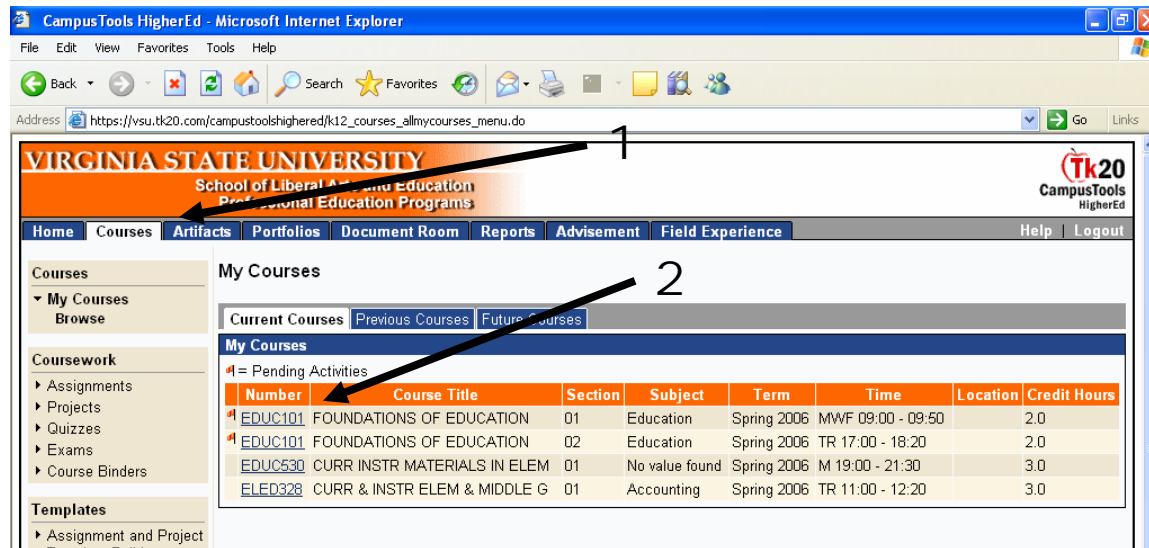 CampusTools HigherEd - Microsoft Internet Explorer
File Edit View Favorites Tools Help
Back Search Favorites
Address https://vsu.tk20.com/campustoolshighered/k12_courses_allmycourses_menu.do Go Links
1
VIRGINIA STATE UNIVERSITY
School of Liberal Arts and Education
Professional Education Programs
Tk20
CampusTools
HigherEd
Home Courses Artifacts Portfolios Document Room Reports Advisement Field Experience Help | Logout
Courses
My Courses
Browse
Coursework
Assignments
Projects
Quizzes
Exams
Course Binders
Templates
Assignment and Project
My Courses
2
Current Courses Previous Courses Future Courses
My Courses
= Pending Activities
Number Course Title Section Subject Term Time Location Credit Hours
EDUC101 FOUNDATIONS OF EDUCATION 01 Education Spring 2006 MWF 09:00 - 09:50 2.0
EDUC101 FOUNDATIONS OF EDUCATION 02 Education Spring 2006 TR 17:00 - 18:20 2.0
EDUC530 CURR INSTR MATERIALS IN ELEM 01 No value found Spring 2006 M 19:00 - 21:30 3.0
ELED328 CURR & INSTR ELEM & MIDDLE G 01 Accounting Spring 2006 TR 11:00 - 12:20 3.0